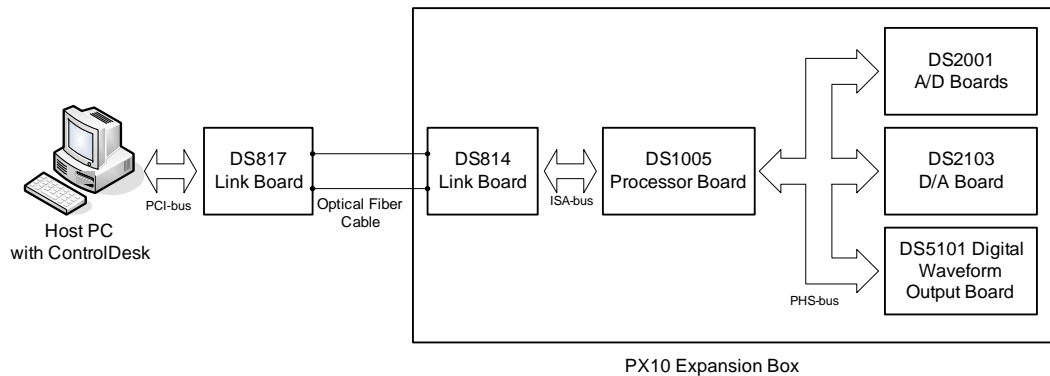 Host PC
with ControlDesk
PCI-bus
DS817
Link Board
Optical Fiber
Cable
DS814
Link Board
ISA-bus
DS1005
Processor Board
PHS-bus
DS2001
A/D Boards
DS2103
D/A Board
DS5101 Digital
Waveform
Output Board
PX10 Expansion Box